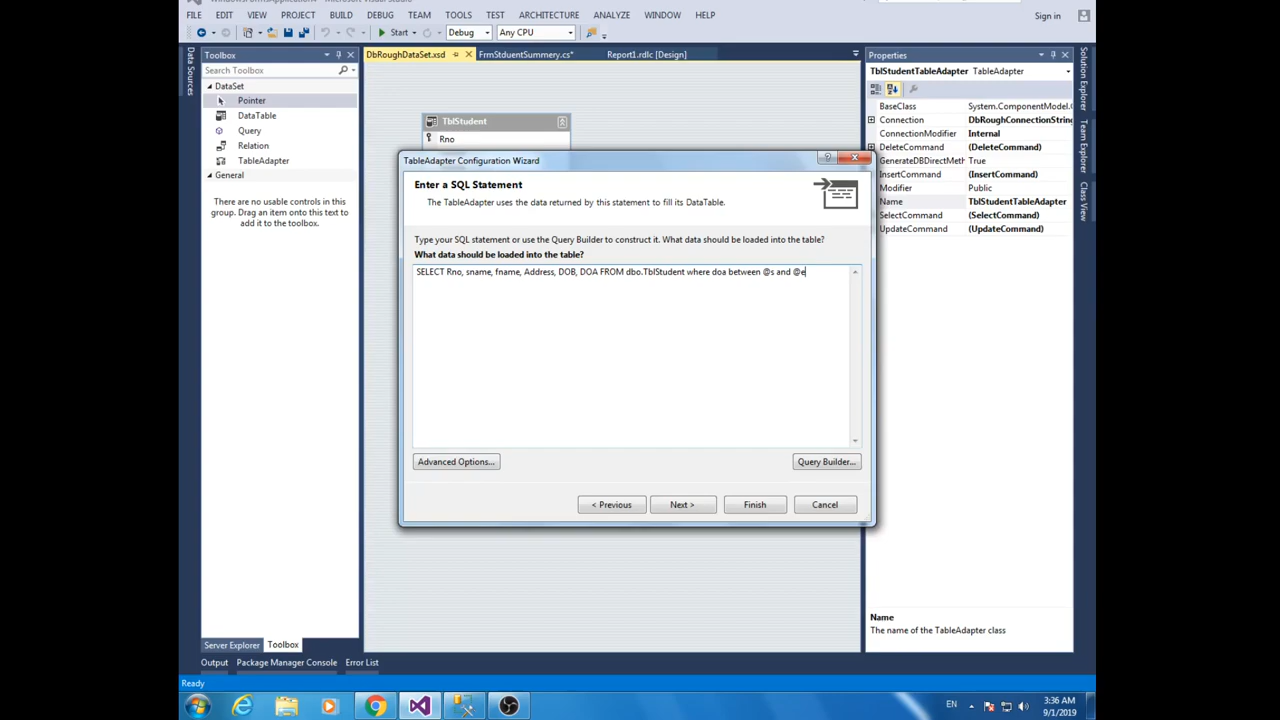 FILE EDIT VIEW PROJECT BUILD DEBUG TEAM TOOLS TEST ARCHITECTURE ANALYZE WINDOW HELP Sign in
Start Debug Any CPU
Data Sources
Toolbox
Search Toolbox
DataSet
Pointer
DataTable
Query
Relation
TableAdapter
General
There are no usable controls in this
group. Drag an item onto this text to
add it to the toolbox.
Server Explorer Toolbox
DbRoughDataSet.xsd FrmStduentSummery.cs* Report1.rdlc [Design]
TblStudent
Rno
TableAdapter Configuration Wizard
Enter a SQL Statement
The TableAdapter uses the data returned by this statement to fill its DataTable.
Type your SQL statement or use the Query Builder to construct it. What data should be loaded into the table?
What data should be loaded into the table?
SELECT Rno, sname, fname, Address, DOB, DOA FROM dbo.TblStudent where doa between @s and @e
Advanced Options... Query Builder...
< Previous Next > Finish Cancel
Properties
TblStudentTableAdapter TableAdapter
BaseClass System.ComponentModel.C
Connection DbRoughConnectionString
ConnectionModifier Internal
DeleteCommand (DeleteCommand)
GenerateDBDirectMeth True
InsertCommand (InsertCommand)
Modifier Public
Name TblStudentTableAdapter
SelectCommand (SelectCommand)
UpdateCommand (UpdateCommand)
Name
The name of the TableAdapter class
Solution Explorer
Team Explorer
Class View
Output Package Manager Console Error List
Ready
EN
3:36 AM
9/1/2019